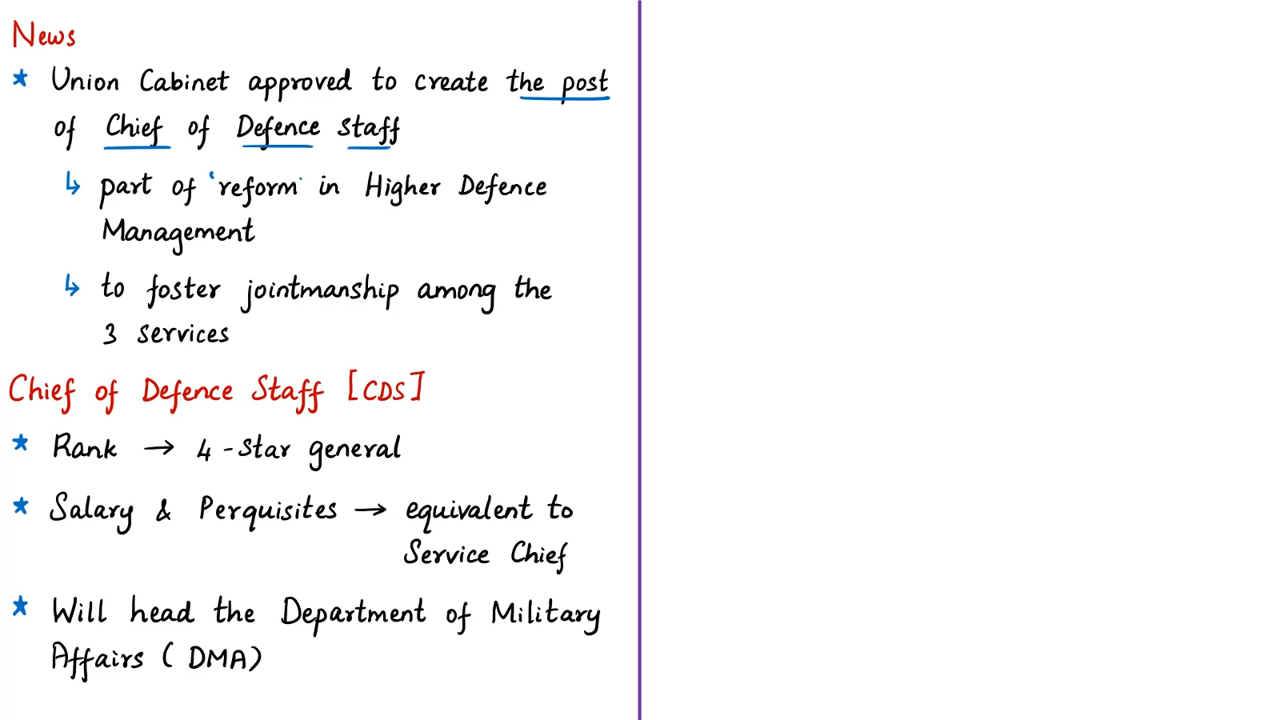 News
* Union Cabinet approved to create the post
of Chief of Defence staff
↳ part of 'reform' in Higher Defence
Management
↳ to foster jointmanship among the
3 services
Chief of Defence Staff [CDS]
* Rank → 4-star general
* Salary & Perquisites → equivalent to
Service Chief
* Will head the Department of Military
Affairs ( DMA)